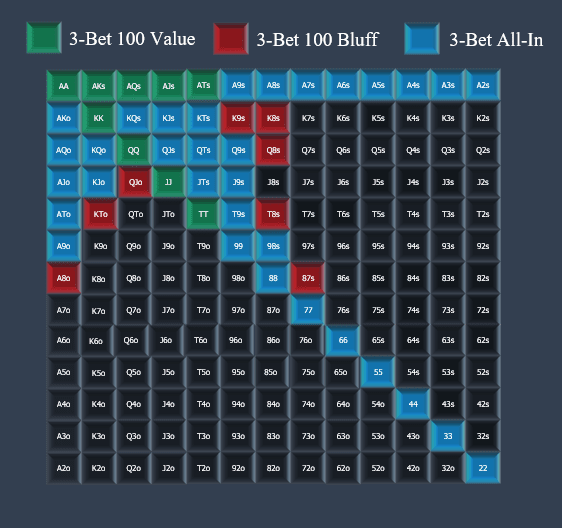 3-Bet 100 Value 3-Bet 100 Bluff 3-Bet All-In
AA AKs AQs AJs ATs A9s A8s A7s A6s A5s A4s A3s A2s
AKo KK KQs KJs KTs K9s K8s K7s K6s K5s K4s K3s K2s
AQo KQo QQ QJs QTs Q9s Q8s Q7s Q6s Q5s Q4s Q3s Q2s
AJo KJo QJo JJ JTs J9s J8s J7s J6s J5s J4s J3s J2s
ATo KTo QTo JTo TT T9s T8s T7s T6s T5s T4s T3s T2s
A9o K9o Q9o J9o T9o 99 98s 97s 96s 95s 94s 93s 92s
A8o K8o Q8o J8o T8o 98o 88 87s 86s 85s 84s 83s 82s
A7o K7o Q7o J7o T7o 97o 87o 77 76s 75s 74s 73s 72s
A6o K6o Q6o J6o T6o 96o 86o 76o 66 65s 64s 63s 62s
A5o K5o Q5o J5o T5o 95o 85o 75o 65o 55 54s 53s 52s
A4o K4o Q4o J4o T4o 94o 84o 74o 64o 54o 44 43s 42s
A3o K3o Q3o J3o T3o 93o 83o 73o 63o 53o 43o 33 32s
A2o K2o Q2o J2o T2o 92o 82o 72o 62o 52o 42o 32o 22